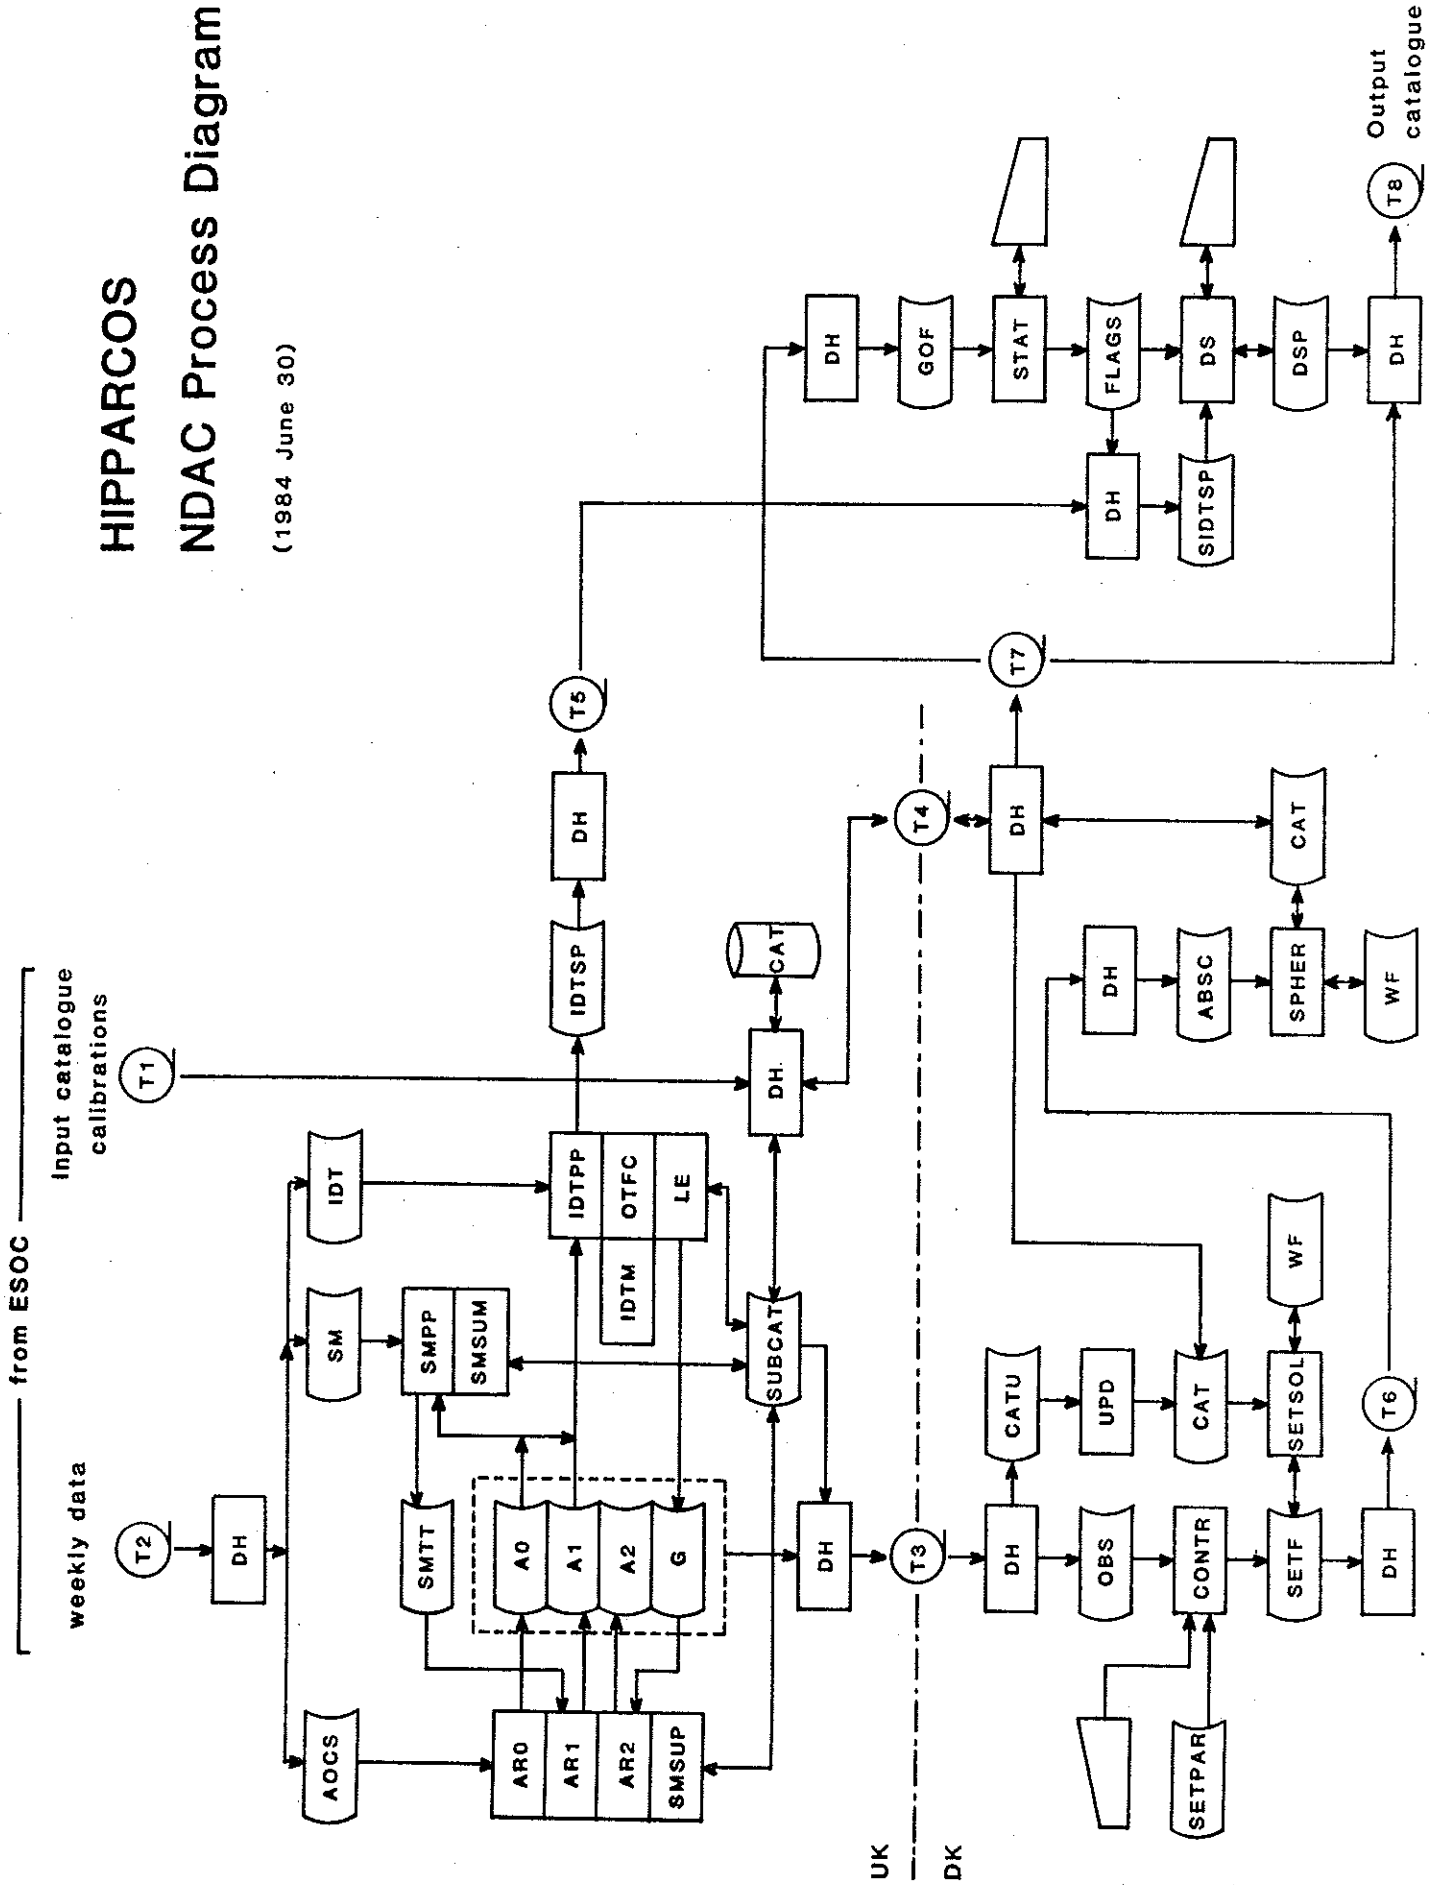 HIPPARCOS
NDAC Process Diagram
(1984 June 30)
from ESOC
weekly data
Input catalogue
calibrations
T2
T1
DH
AOCS
SM
IDT
SMPP
SMSUM
SMTT
AR0
AR1
AR2
SMSUP
A0
A1
A2
G
IDTPP
OTFC
LE
IDTM
IDTSP
DH
T5
SUBCAT
DH
CAT
DH
T3
T4
UK
DK
DH
CATU
UPD
CAT
OBS
CONTR
SETPAR
SETF
SETSOL
WF
DH
T6
DH
ABSC
SPHER
WF
CAT
DH
T7
DH
GOF
STAT
FLAGS
DH
SIDTSP
DS
DSP
DH
T8
Output
catalogue